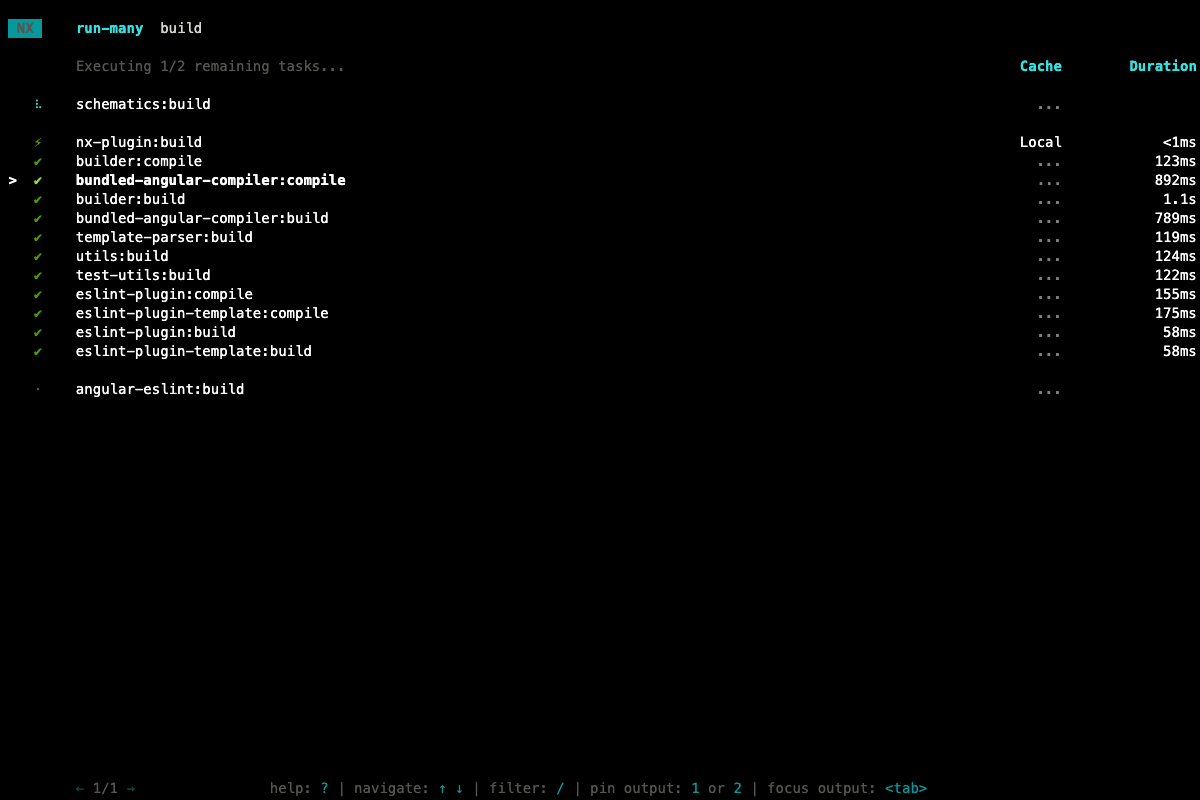 NX run-many build
Executing 1/2 remaining tasks... Cache Duration
schematics:build ...
⚡ nx-plugin:build Local <1ms
✔ builder:compile ... 123ms
> ✔ bundled-angular-compiler:compile ... 892ms
✔ builder:build ... 1.1s
✔ bundled-angular-compiler:build ... 789ms
✔ template-parser:build ... 119ms
✔ utils:build ... 124ms
✔ test-utils:build ... 122ms
✔ eslint-plugin:compile ... 155ms
✔ eslint-plugin-template:compile ... 175ms
✔ eslint-plugin:build ... 58ms
✔ eslint-plugin-template:build ... 58ms
· angular-eslint:build ...
← 1/1 → help: ? | navigate: ↑ ↓ | filter: / | pin output: 1 or 2 | focus output: <tab>